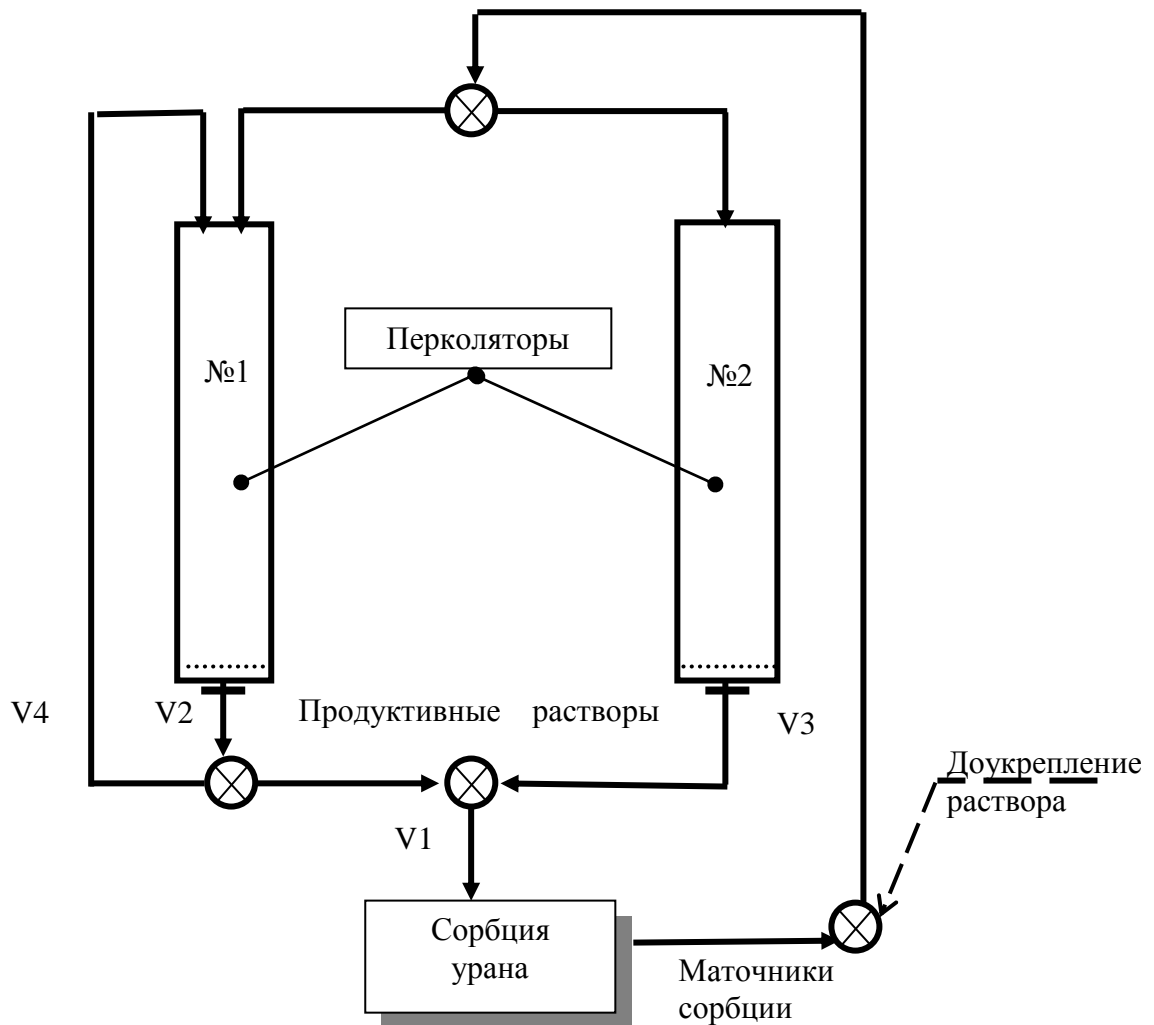 Перколяторы
№1
№2
V4
V2
Продуктивные растворы
V3
V1
Доукрепление
раствора
Сорбция
урана
Маточники
сорбции